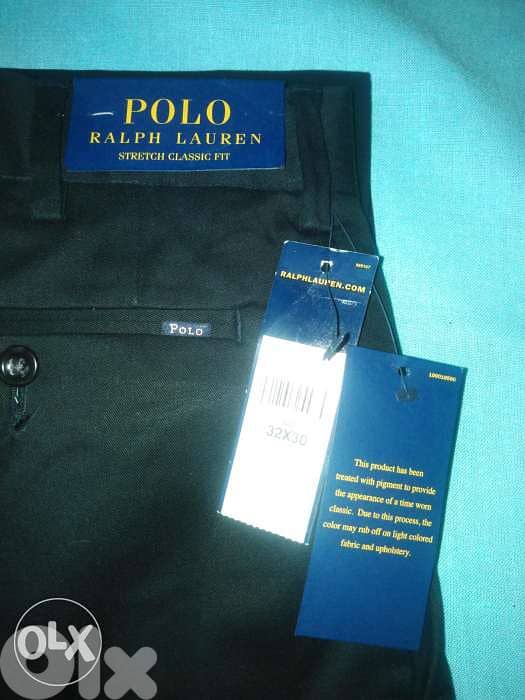 POLO
RALPH LAUREN
STRETCH CLASSIC FIT
RALPHLAUREN.COM
POLO
32X30
This product has been
treated with pigment to provide
the appearance of a time worn
classic. Due to this process, the
color may rub off on light colored
fabric and upholstery.
OLX
olx